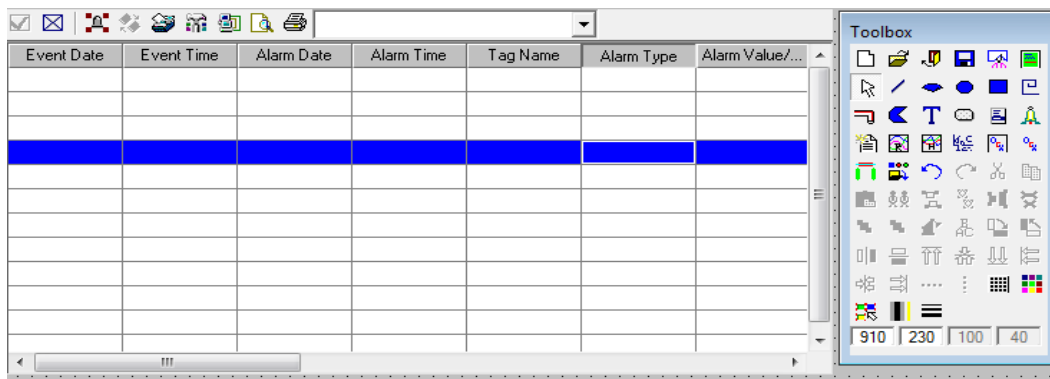 Toolbox
Event Date Event Time Alarm Date Alarm Time Tag Name Alarm Type Alarm Value/...
910 230 100 40